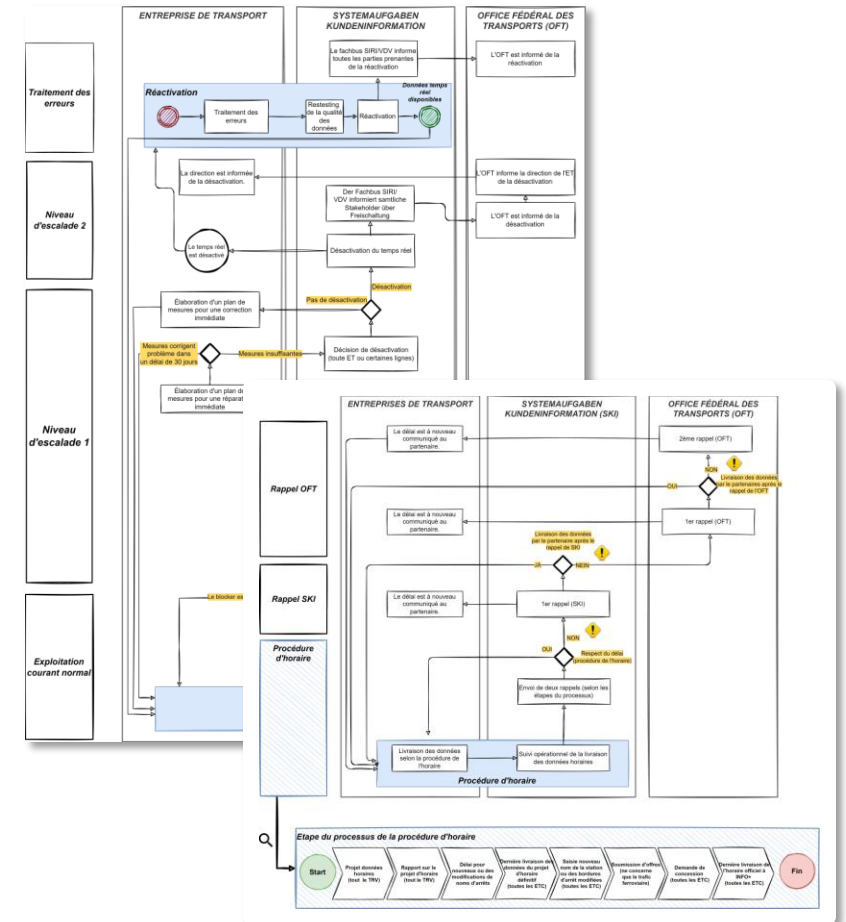 ENTREPRISE DE TRANSPORT
SYSTEMAUFGABEN
KUNDENINFORMATION
OFFICE FÉDÉRAL DES
TRANSPORTS (OFT)
Traitement des
erreurs
Le fachbus SIRI/VDV informe
toutes les parties prenantes
de la réactivation
L'OFT est informé de la
réactivation
Réactivation
Données temps
réel
disponibles
Traitement des
erreurs
Restesting
de la qualité
des
données
Réactivation
Niveau
d'escalade 2
La direction est informée
de la désactivation.
L'OFT informe la direction de l'ET
de la désactivation
Der Fachbus SIRI/
VDV informiert samtliche
Stakeholder über
Freischaltung
L'OFT est informé de la
désactivation
Le temps réel
est désactivé
Désactivation du temps réel
Désactivation
Pas de désactivation
Niveau
d'escalade 1
Élaboration d'un plan de
mesures pour une correction
immédiate
Mesures corrigent
problème dans
un délai de 30 jours
Mesures insuffisantes
Décision de désactivation
(toute ET ou certaines lignes)
Élaboration d'un plan de
mesures pour une
immédiate
Le blocker
Exploitation
courant normal
ENTREPRISES DE TRANSPORT
SYSTEMAUFGABEN
KUNDENINFORMATION (SKI)
OFFICE FÉDÉRAL DES
TRANSPORTS (OFT)
Rappel OFT
Le délai est à nouveau
communiqué au
partenaire.
2ème rappel (OFT)
NON
OUI
Livraison des données
par le partenaires après le
rappel de l'OFT
Le délai est à nouveau
communiqué au
partenaire.
1er rappel (OFT)
Livraison des données
par le partenaire après le
rappel de SKI
JA
NEIN
Rappel SKI
Le délai est à nouveau
communiqué au
partenaire.
1er rappel (SKI)
NON
OUI
Respect du délai
(procédure de l'horaire)
Procédure
d'horaire
Envoi de deux rappels (selon les
étapes du processus)
Livraison des données
selon la procédure de
l'horaire
Suivi opérationnel de la livraison
des données horaires
Procédure d'horaire
Etape du processus de la procédure d'horaire
Start
Projet données
horaires
(tout le TRV)
Rapport sur le
projet d'horaire
(tout le TRV)
Délai pour
nouveaux ou des
modifications de
noms d'arrêts
Dernière livraison des
données du projet
d'horaire
définitif
(toutes les ETC)
Saisie nouveau
nom de la station
ou des bordures
d'arrêt modifiées
(toutes les ETC)
Soumission d'offres
(ne concerne
que le trafic
ferroviaire)
Demande de
concession
(toutes les ETC)
Dernière livraison de
l'horaire officiel à
INFO+
(toutes les ETC)
Fin